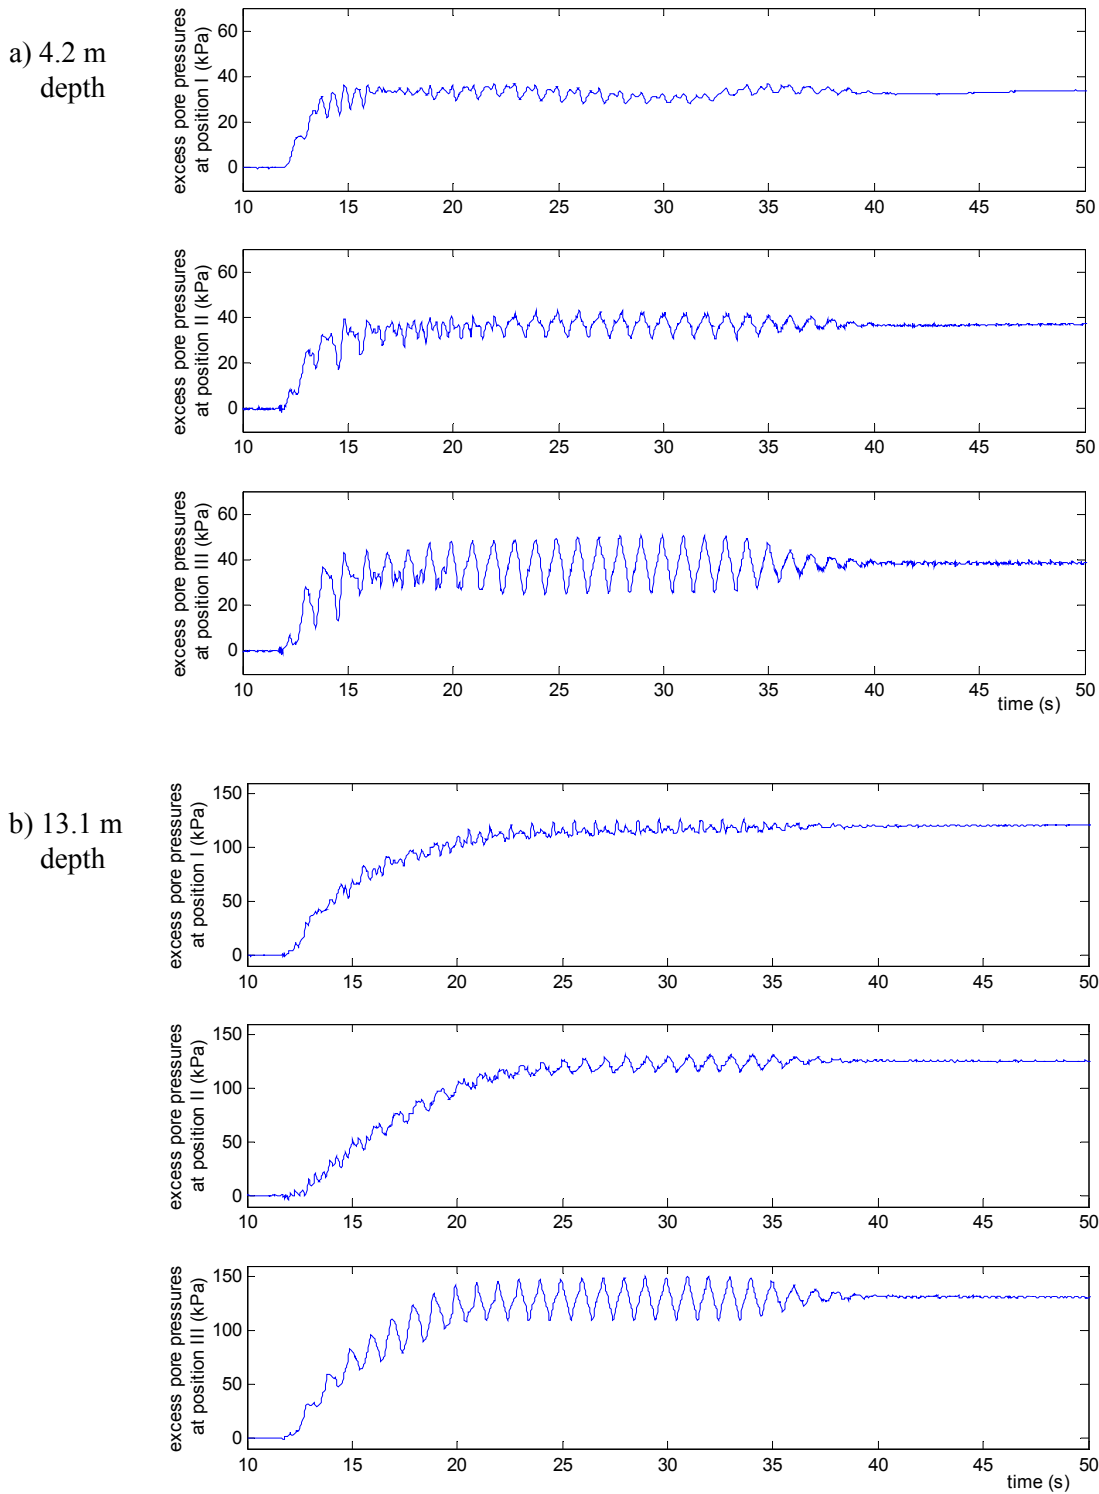 a) 4.2 m
depth
excess pore pressures
at position I (kPa)
60
40
20
0
10 15 20 25 30 35 40 45 50
excess pore pressures
at position II (kPa)
60
40
20
0
10 15 20 25 30 35 40 45 50
excess pore pressures
at position III (kPa)
60
40
20
0
10 15 20 25 30 35 40 45 50
time (s)
b) 13.1 m
depth
excess pore pressures
at position I (kPa)
150
100
50
0
10 15 20 25 30 35 40 45 50
excess pore pressures
at position II (kPa)
150
100
50
0
10 15 20 25 30 35 40 45 50
excess pore pressures
at position III (kPa)
150
100
50
0
10 15 20 25 30 35 40 45 50
time (s)